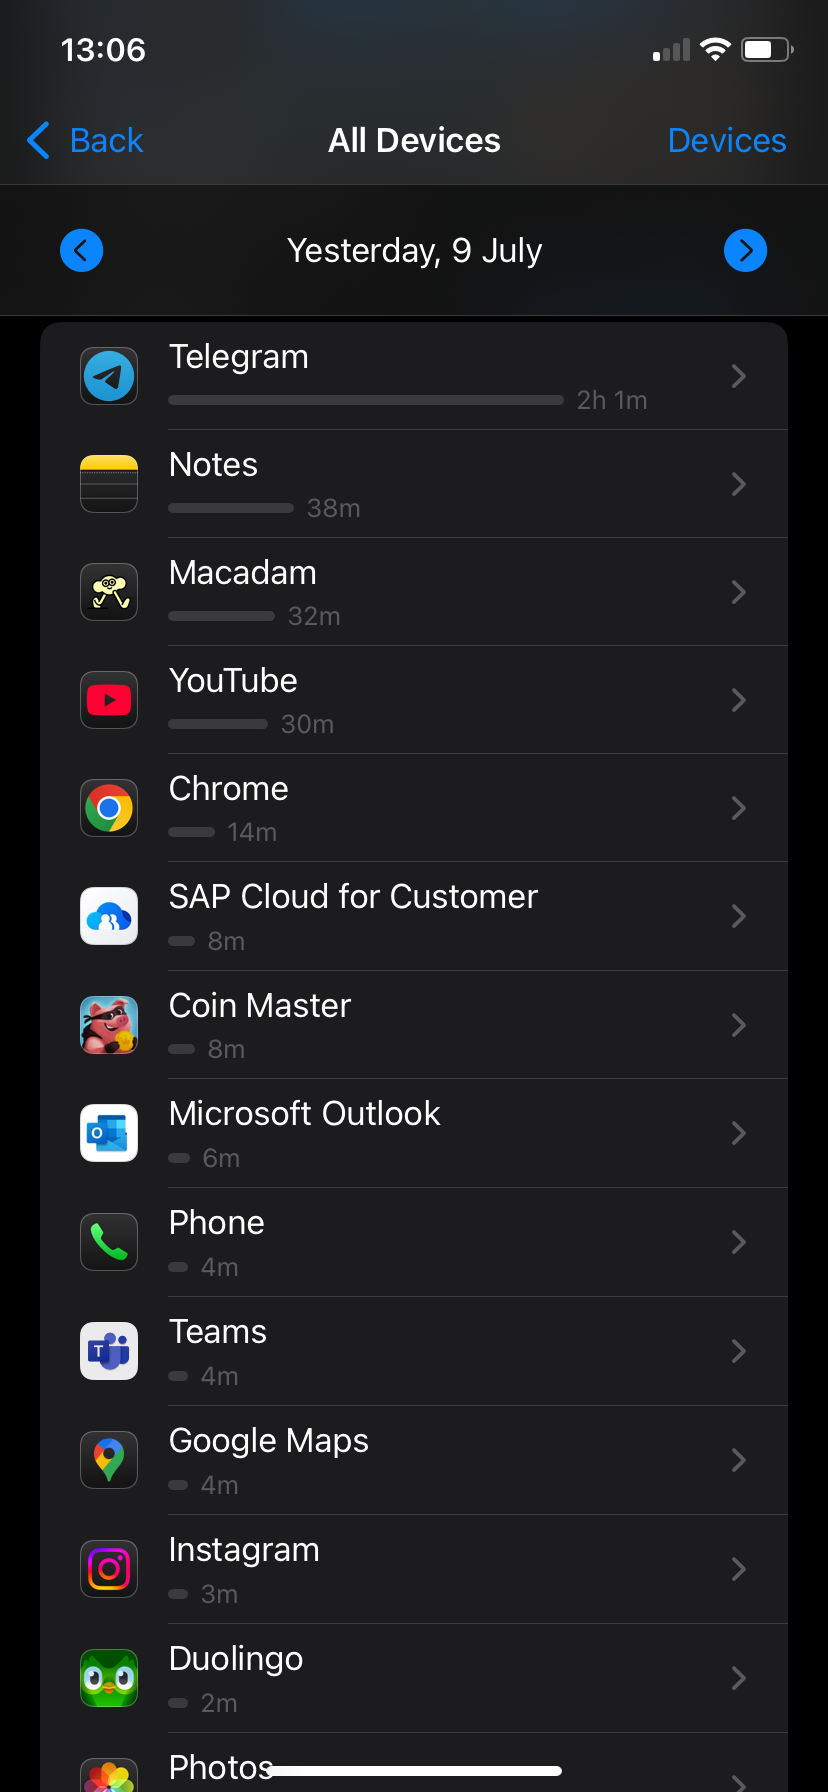 13:06
Back
All Devices
Devices
Yesterday, 9 July
Telegram
2h 1m
Notes
38m
Macadam
32m
YouTube
30m
Chrome
14m
SAP Cloud for Customer
8m
Coin Master
8m
Microsoft Outlook
6m
Phone
4m
Teams
4m
Google Maps
4m
Instagram
3m
Duolingo
2m
Photos